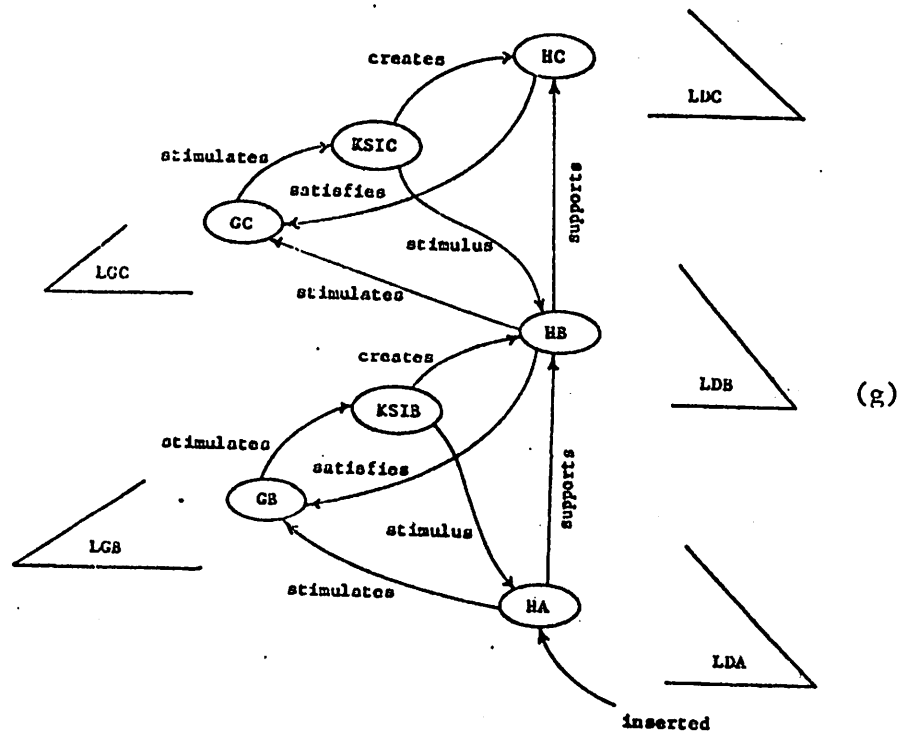 creates
HC
LDC
KSIC
stimulates
satisfies
supports
GC
stimulus
LGC
stimulates
HB
creates
LDB
(g)
KSIB
stimulates
satisfies
supports
GB
stimulus
LGB
stimulates
HA
LDA
inserted